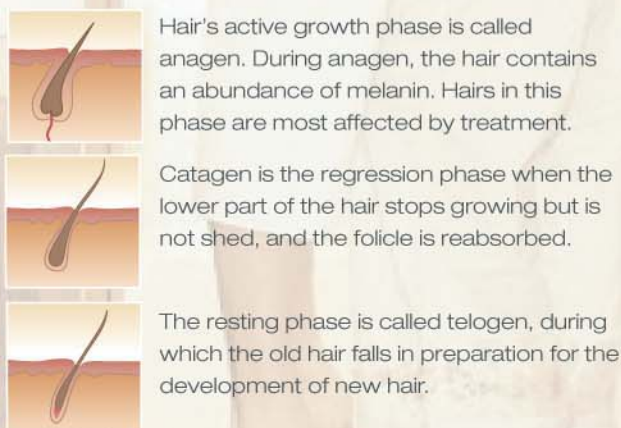 Hair's active growth phase is called
anagen. During anagen, the hair contains
an abundance of melanin. Hairs in this
phase are most affected by treatment.
Catagen is the regression phase when the
lower part of the hair stops growing but is
not shed, and the folicle is reabsorbed.
The resting phase is called telogen, during
which the old hair falls in preparation for the
development of new hair.